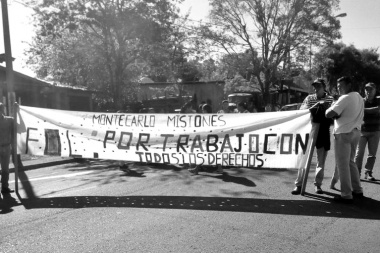 MONTECARLO MISIONES
POR TRABAJO CON
TODOS LOS DERECHOS